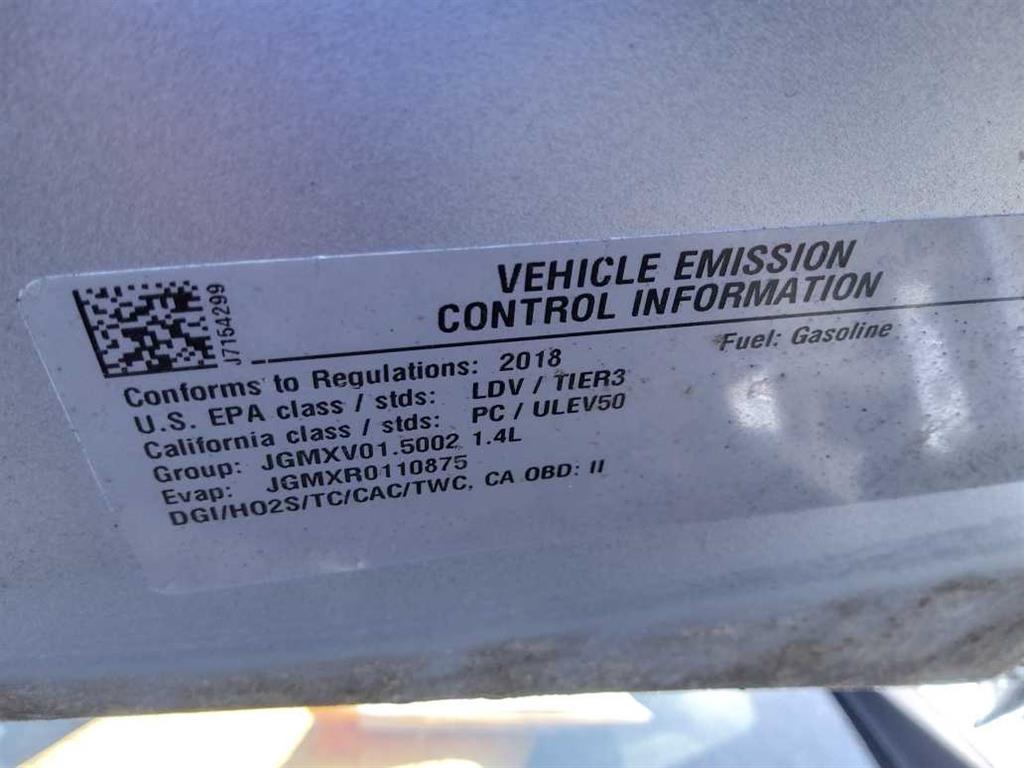 J7154299
VEHICLE EMISSION
CONTROL INFORMATION
Fuel: Gasoline
Conforms to Regulations: 2018
U.S. EPA class / stds: LDV / TIER3
California class / stds: PC / ULEV50
Group: JGMXV01.5002 1.4L
Evap: JGMXR0110875
DGI/HO2S/TC/CAC/TWC, CA OBD: II